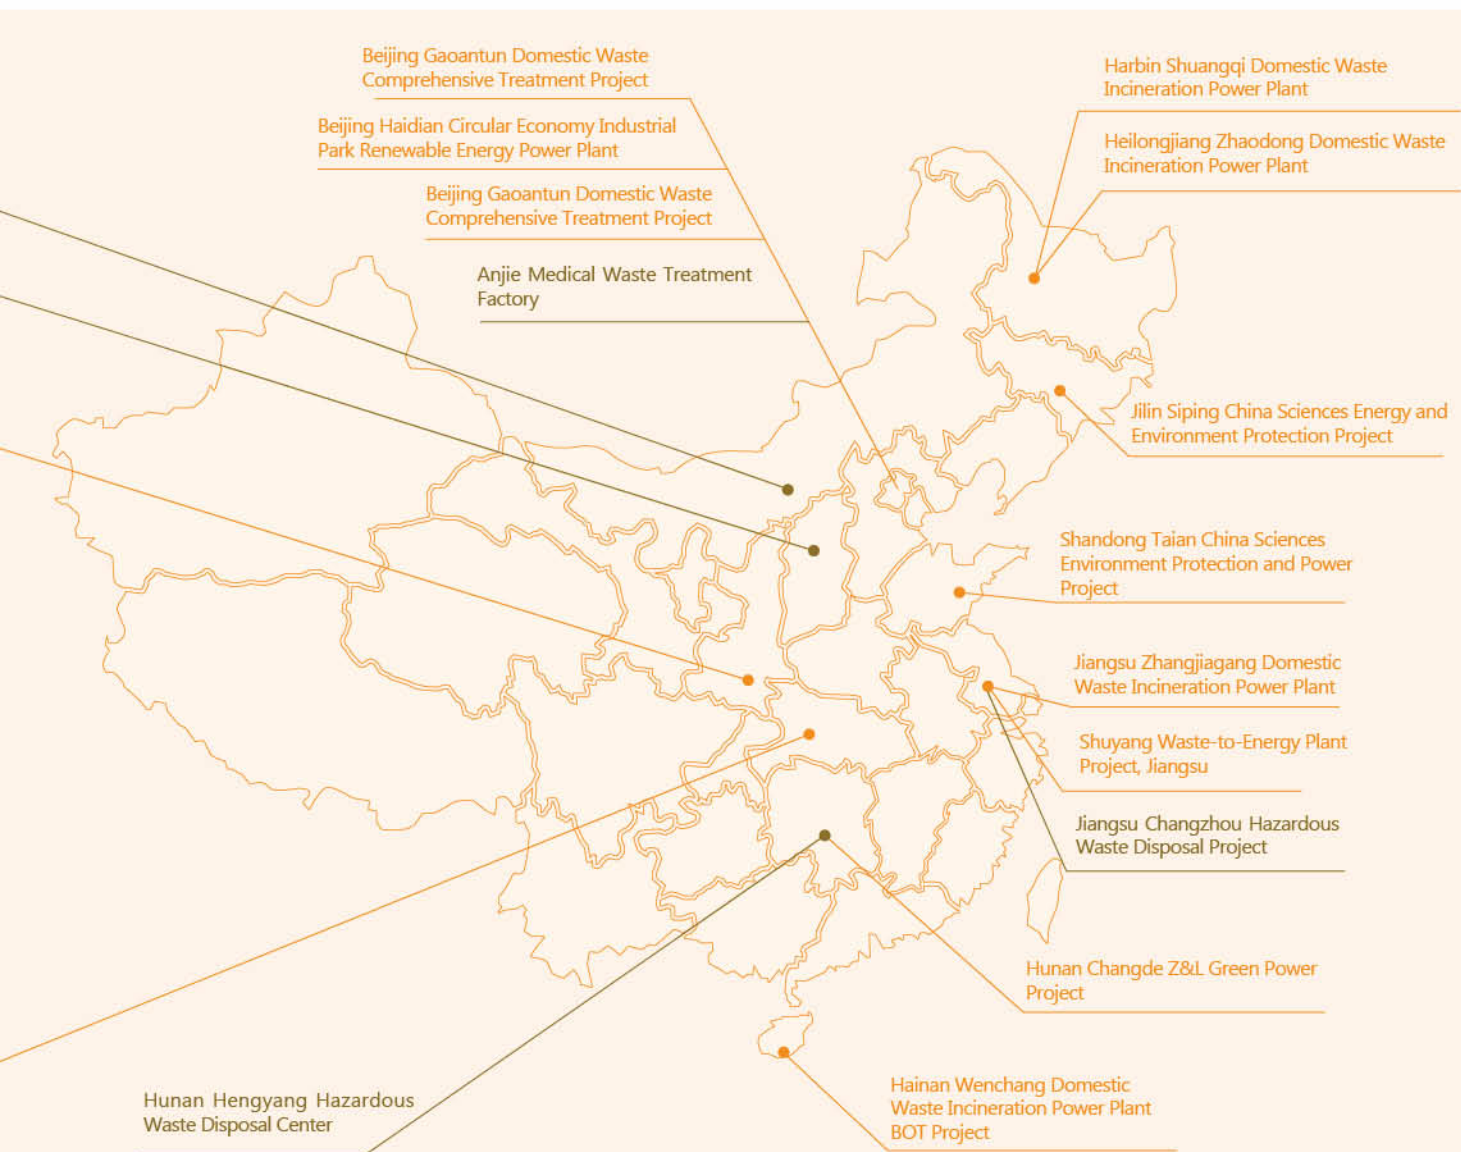 Beijing Gaoantun Domestic Waste
Comprehensive Treatment Project
Beijing Haidian Circular Economy Industrial
Park Renewable Energy Power Plant
Beijing Gaoantun Domestic Waste
Comprehensive Treatment Project
Anjie Medical Waste Treatment
Factory
Harbin Shuangqi Domestic Waste
Incineration Power Plant
Heilongjiang Zhaodong Domestic Waste
Incineration Power Plant
Jilin Siping China Sciences Energy and
Environment Protection Project
Shandong Taian China Sciences
Environment Protection and Power
Project
Jiangsu Zhangjiagang Domestic
Waste Incineration Power Plant
Shuyang Waste-to-Energy Plant
Project, Jiangsu
Jiangsu Changzhou Hazardous
Waste Disposal Project
Hunan Changde Z&L Green Power
Project
Hainan Wenchang Domestic
Waste Incineration Power Plant
BOT Project
Hunan Hengyang Hazardous
Waste Disposal Center